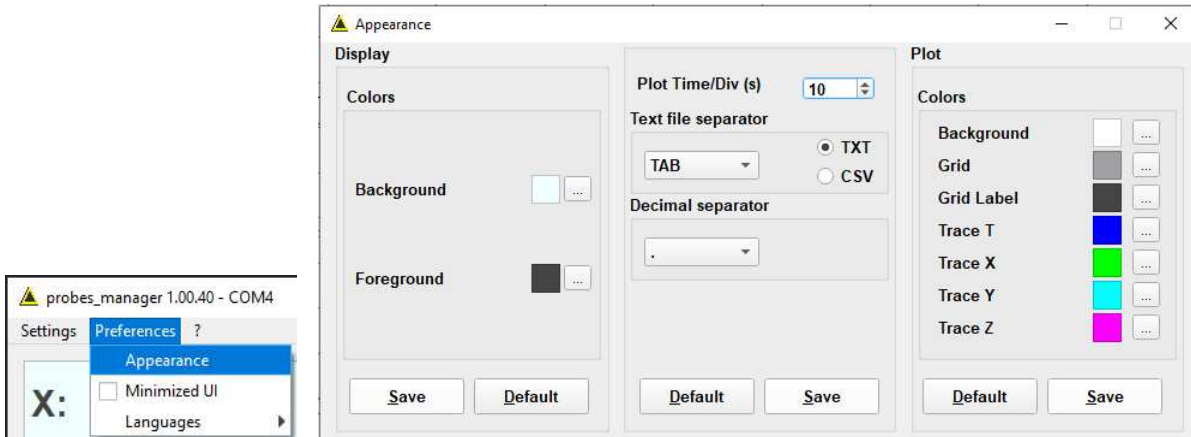 probes_manager 1.00.40 - COM4
Settings Preferences ?
Appearance
Minimized UI
Languages
X:
Appearance
Display
Colors
Background ...
Foreground ...
Save Default
Plot Time/Div (s) 10
Text file separator
TAB
TXT
CSV
Decimal separator
.
Default Save
Plot
Colors
Background ...
Grid ...
Grid Label ...
Trace T ...
Trace X ...
Trace Y ...
Trace Z ...
Default Save